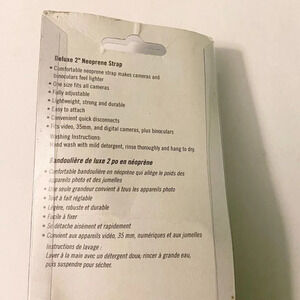 Deluxe 2" Neoprene Strap
• Comfortable neoprene strap makes cameras and
binoculars feel lighter
• One size fits all cameras
• Fully adjustable
• Lightweight, strong and durable
• Easy to attach
• Convenient quick disconnects
• Fits video, 35mm, and digital cameras, plus binoculars
Washing Instructions:
Hand wash with mild detergent, rinse thoroughly and hang to dry.
Bandoulière de luxe 2 po en néoprène
• Comfortable bandoulière en néoprène qui allège le poids des
appareils photo et des jumelles
• Une seule grandeur convient à tous les appareils photo
• Tout à fait réglable
• Légère, robuste et durable
• Facile à fixer
• Se détache aisément et rapidement
• Convient aux appareils vidéo, 35 mm, numériques et aux jumelles
Instructions de lavage :
Laver à la main avec un détergent doux, rincer à grande eau,
puis suspendre pour sécher.